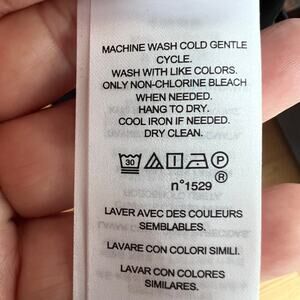 MACHINE WASH COLD GENTLE
CYCLE.
WASH WITH LIKE COLORS.
ONLY NON-CHLORINE BLEACH
WHEN NEEDED.
HANG TO DRY.
COOL IRON IF NEEDED.
DRY CLEAN.
30 P ®
n°1529
LAVER AVEC DES COULEURS
SEMBLABLES.
LAVARE CON COLORI SIMILI.
LAVAR CON COLORES
SIMILARES.